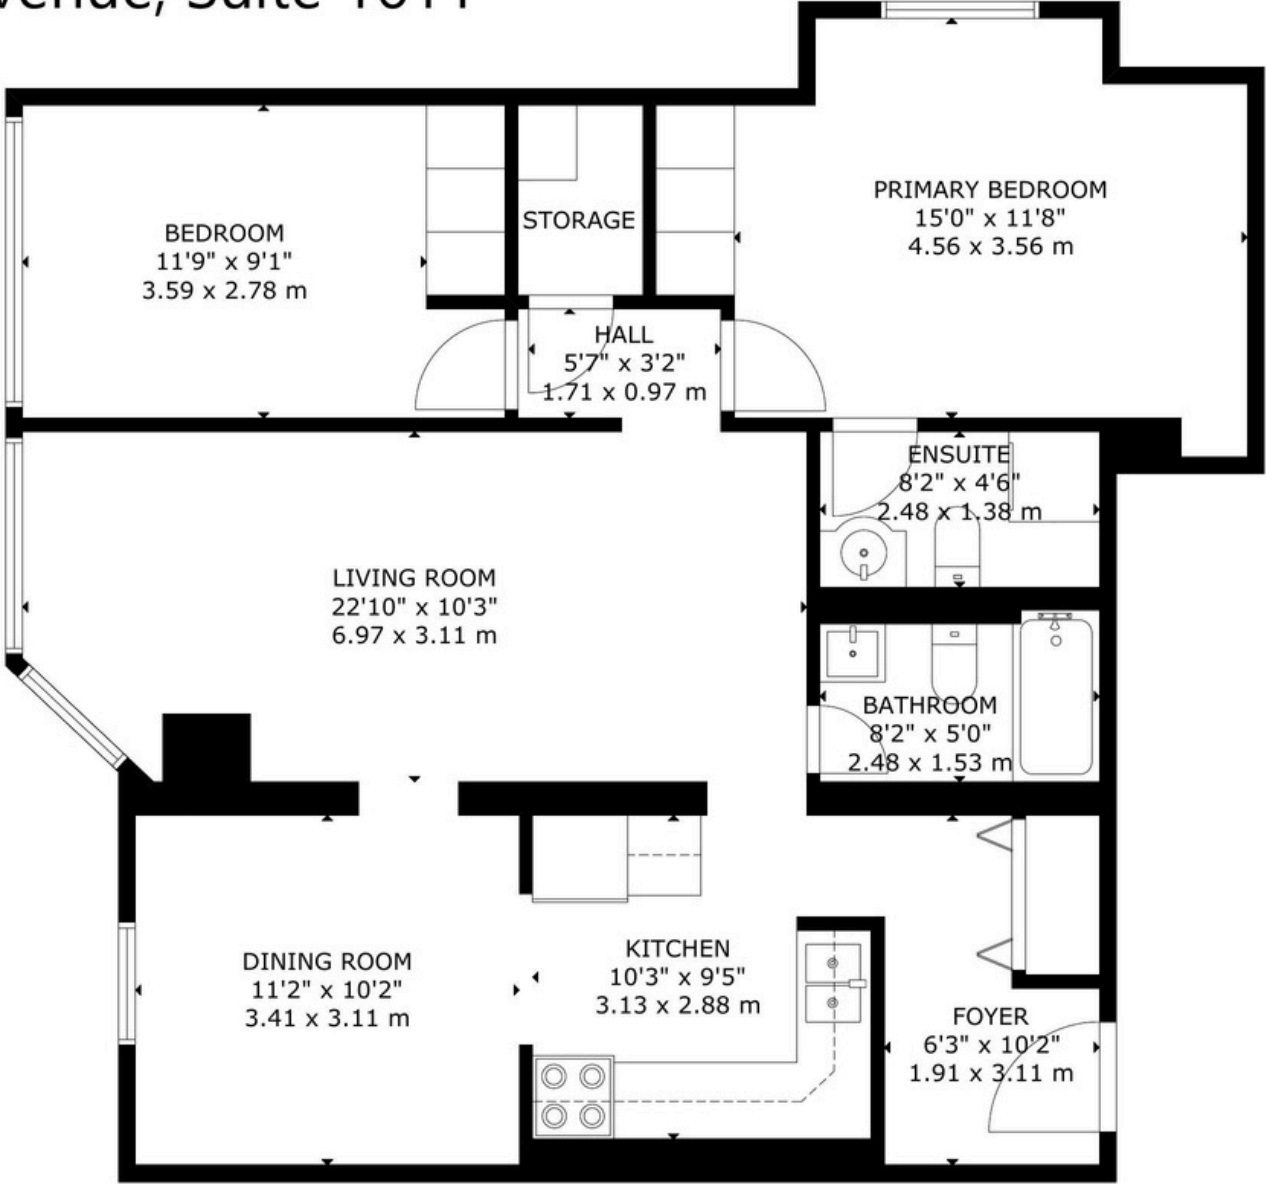 PRIMARY BEDROOM
15'0" x 11'8"
4.56 x 3.56 m
BEDROOM
11'9" x 9'1"
3.59 x 2.78 m
STORAGE
HALL
5'7" x 3'2"
1.71 x 0.97 m
ENSUITE
8'2" x 4'6"
2.48 x 1.38 m
LIVING ROOM
22'10" x 10'3"
6.97 x 3.11 m
BATHROOM
8'2" x 5'0"
2.48 x 1.53 m
DINING ROOM
11'2" x 10'2"
3.41 x 3.11 m
KITCHEN
10'3" x 9'5"
3.13 x 2.88 m
FOYER
6'3" x 10'2"
1.91 x 3.11 m